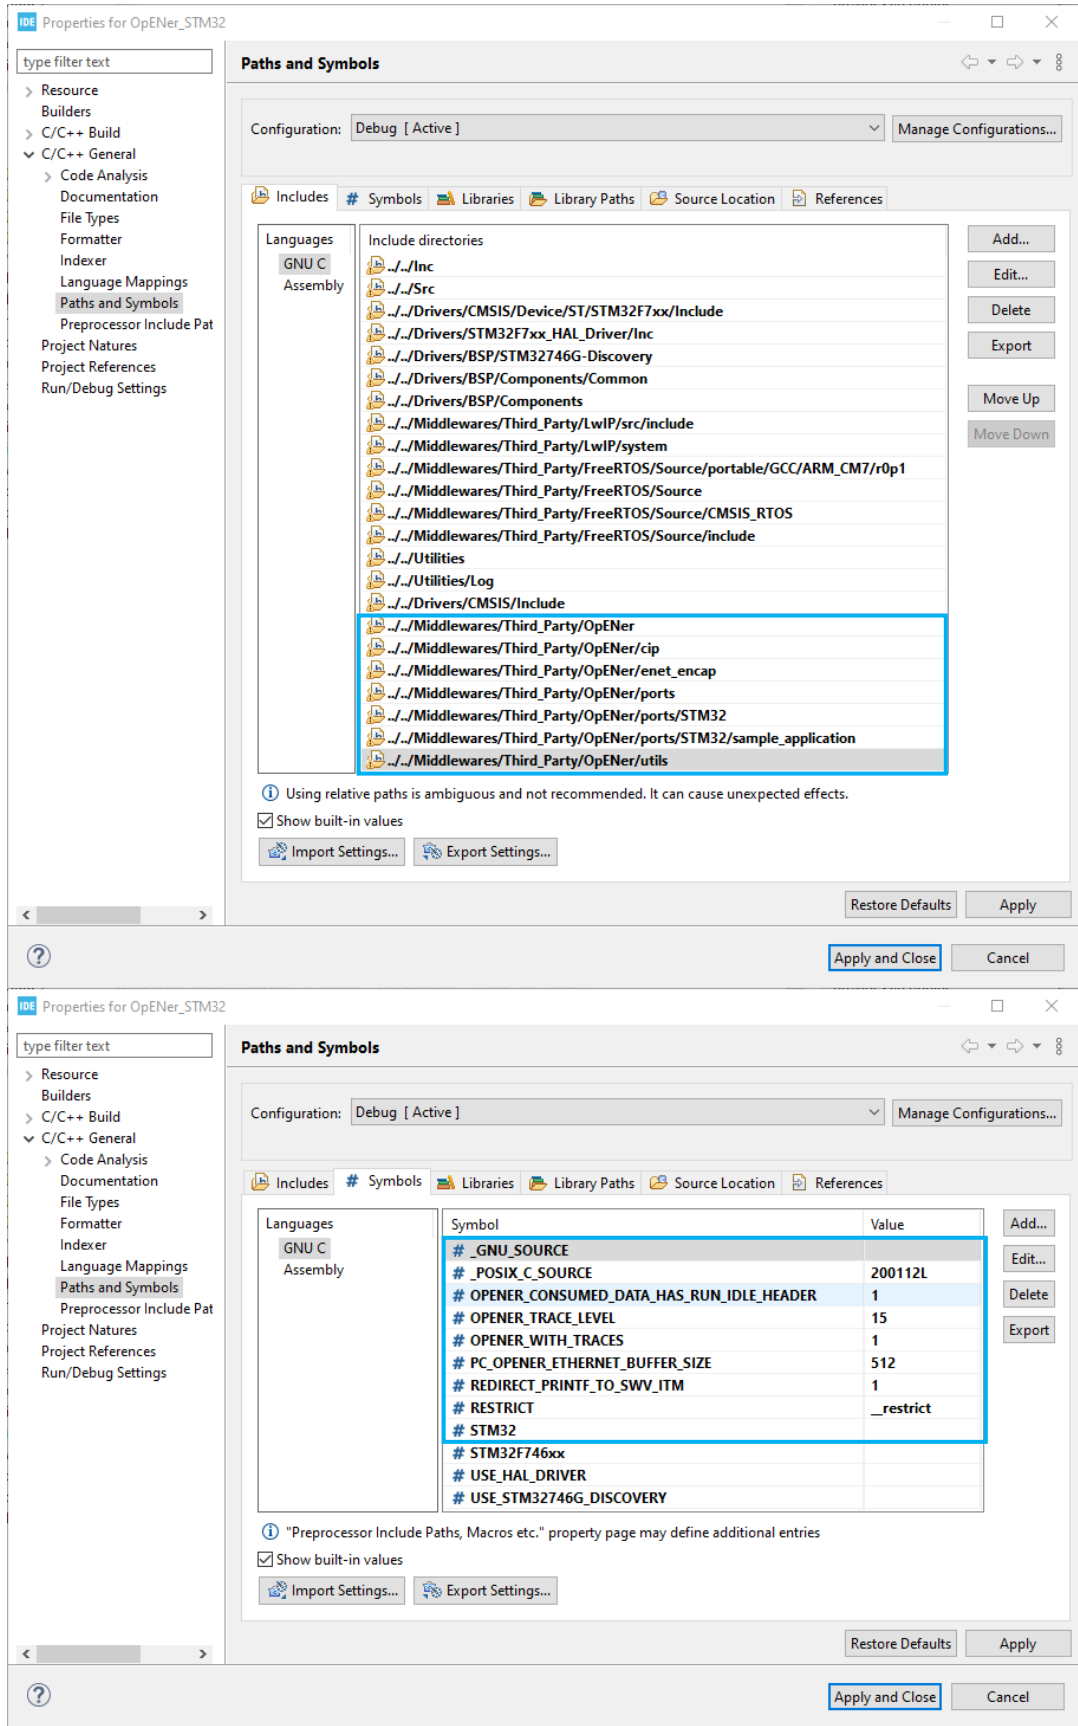 IDE Properties for OpENer_STM32
type filter text
Resource
Builders
C/C++ Build
C/C++ General
Code Analysis
Documentation
File Types
Formatter
Indexer
Language Mappings
Paths and Symbols
Preprocessor Include Pat
Project Natures
Project References
Run/Debug Settings
Paths and Symbols
Configuration: Debug [ Active ] Manage Configurations...
Includes # Symbols Libraries Library Paths Source Location References
Languages
GNU C
Assembly
Include directories
../../Inc
../../Src
../../Drivers/CMSIS/Device/ST/STM32F7xx/Include
../../Drivers/STM32F7xx_HAL_Driver/Inc
../../Drivers/BSP/STM32746G-Discovery
../../Drivers/BSP/Components/Common
../../Drivers/BSP/Components
../../Middlewares/Third_Party/LwIP/src/include
../../Middlewares/Third_Party/LwIP/system
../../Middlewares/Third_Party/FreeRTOS/Source/portable/GCC/ARM_CM7/r0p1
../../Middlewares/Third_Party/FreeRTOS/Source
../../Middlewares/Third_Party/FreeRTOS/Source/CMSIS_RTOS
../../Middlewares/Third_Party/FreeRTOS/Source/include
../../Utilities
../../Utilities/Log
../../Drivers/CMSIS/Include
../../Middlewares/Third_Party/OpENer
../../Middlewares/Third_Party/OpENer/cip
../../Middlewares/Third_Party/OpENer/enet_encap
../../Middlewares/Third_Party/OpENer/ports
../../Middlewares/Third_Party/OpENer/ports/STM32
../../Middlewares/Third_Party/OpENer/ports/STM32/sample_application
../../Middlewares/Third_Party/OpENer/utils
Add...
Edit...
Delete
Export
Move Up
Move Down
Using relative paths is ambiguous and not recommended. It can cause unexpected effects.
Show built-in values
Import Settings... Export Settings...
Restore Defaults Apply
Apply and Close Cancel
IDE Properties for OpENer_STM32
type filter text
Resource
Builders
C/C++ Build
C/C++ General
Code Analysis
Documentation
File Types
Formatter
Indexer
Language Mappings
Paths and Symbols
Preprocessor Include Pat
Project Natures
Project References
Run/Debug Settings
Paths and Symbols
Configuration: Debug [ Active ] Manage Configurations...
Includes # Symbols Libraries Library Paths Source Location References
Languages
GNU C
Assembly
Symbol Value
# _GNU_SOURCE
# _POSIX_C_SOURCE 200112L
# OPENER_CONSUMED_DATA_HAS_RUN_IDLE_HEADER 1
# OPENER_TRACE_LEVEL 15
# OPENER_WITH_TRACES 1
# PC_OPENER_ETHERNET_BUFFER_SIZE 512
# REDIRECT_PRINTF_TO_SWV_ITM 1
# RESTRICT __restrict
# STM32
# STM32F746xx
# USE_HAL_DRIVER
# USE_STM32746G_DISCOVERY
Add...
Edit...
Delete
Export
"Preprocessor Include Paths, Macros etc." property page may define additional entries
Show built-in values
Import Settings... Export Settings...
Restore Defaults Apply
Apply and Close Cancel